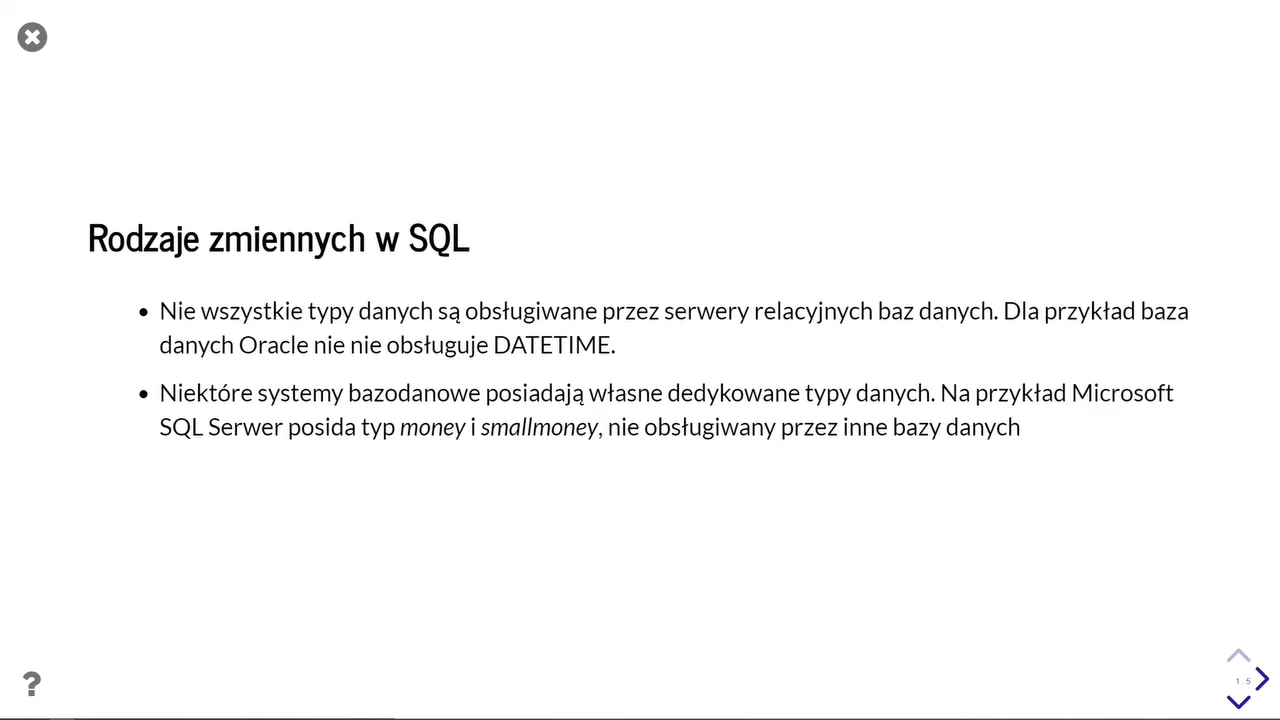 Rodzaje zmiennych w SQL
Nie wszystkie typy danych są obsługiwane przez serwery relacyjnych baz danych. Dla przykład baza
danych Oracle nie nie obsługuje DATETIME.
Niektóre systemy bazodanowe posiadają własne dedykowane typy danych. Na przykład Microsoft
SQL Serwer posida typ money i smallmoney, nie obsługiwany przez inne bazy danych
?
1.5